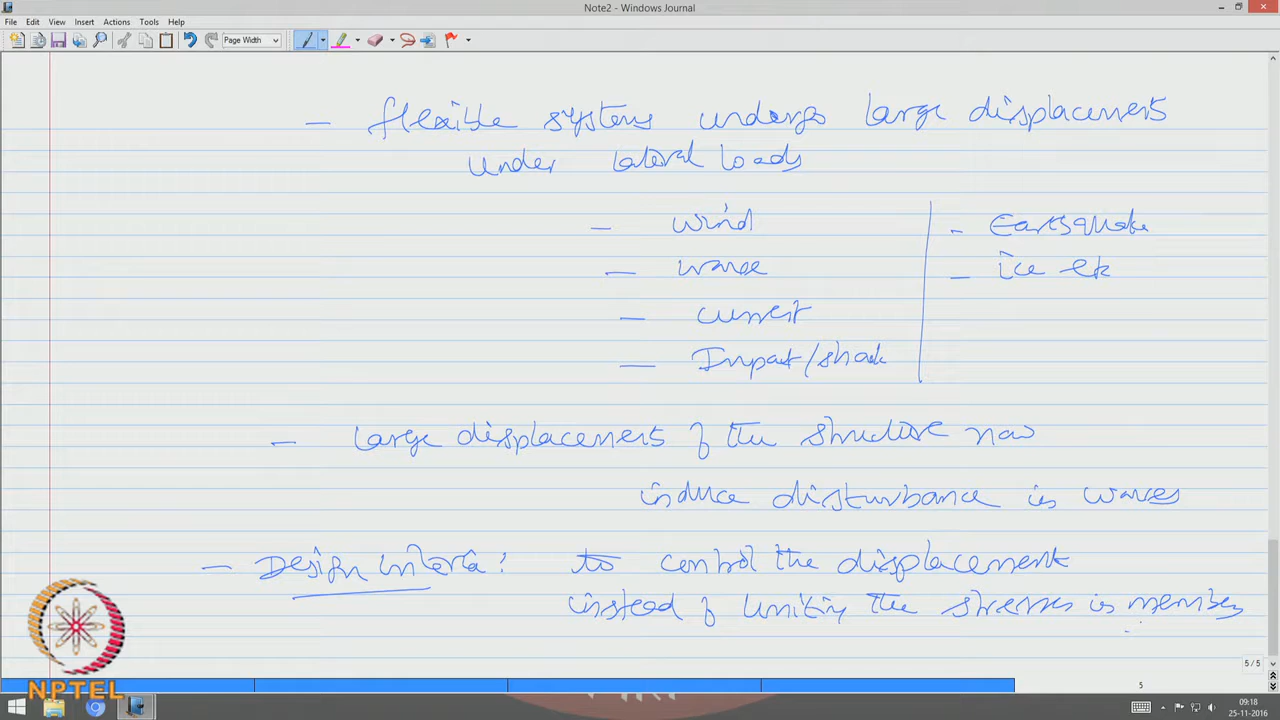 Note2 - Windows Journal
File Edit View Insert Actions Tools Help
Page Width
– flexible systems undergo large displacements
under lateral loads
– wind
– wave
– current
– Impact/shock
– Earthquake
– ice etc
– large displacements of the structure now
induce disturbance in waves
– Design criteria: to control the displacement
instead of limiting the stresses in members
5 / 5
5
NPTEL
09:18
25-11-2016